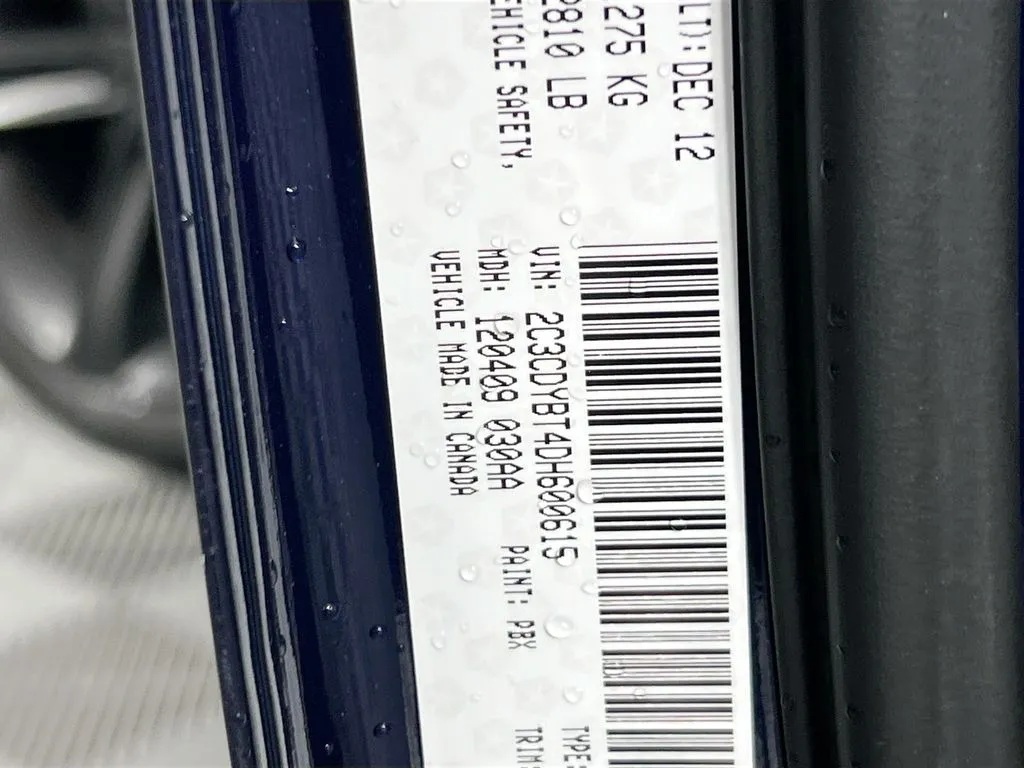 LT): DEC 12
275 KG
2810 LB
VEHICLE SAFETY,
VIN: 2C3CDYBT4DH600615
MDH: 120409 030AA
VEHICLE MADE IN CANADA
PAINT: PBX
TYPE:
TRIM: